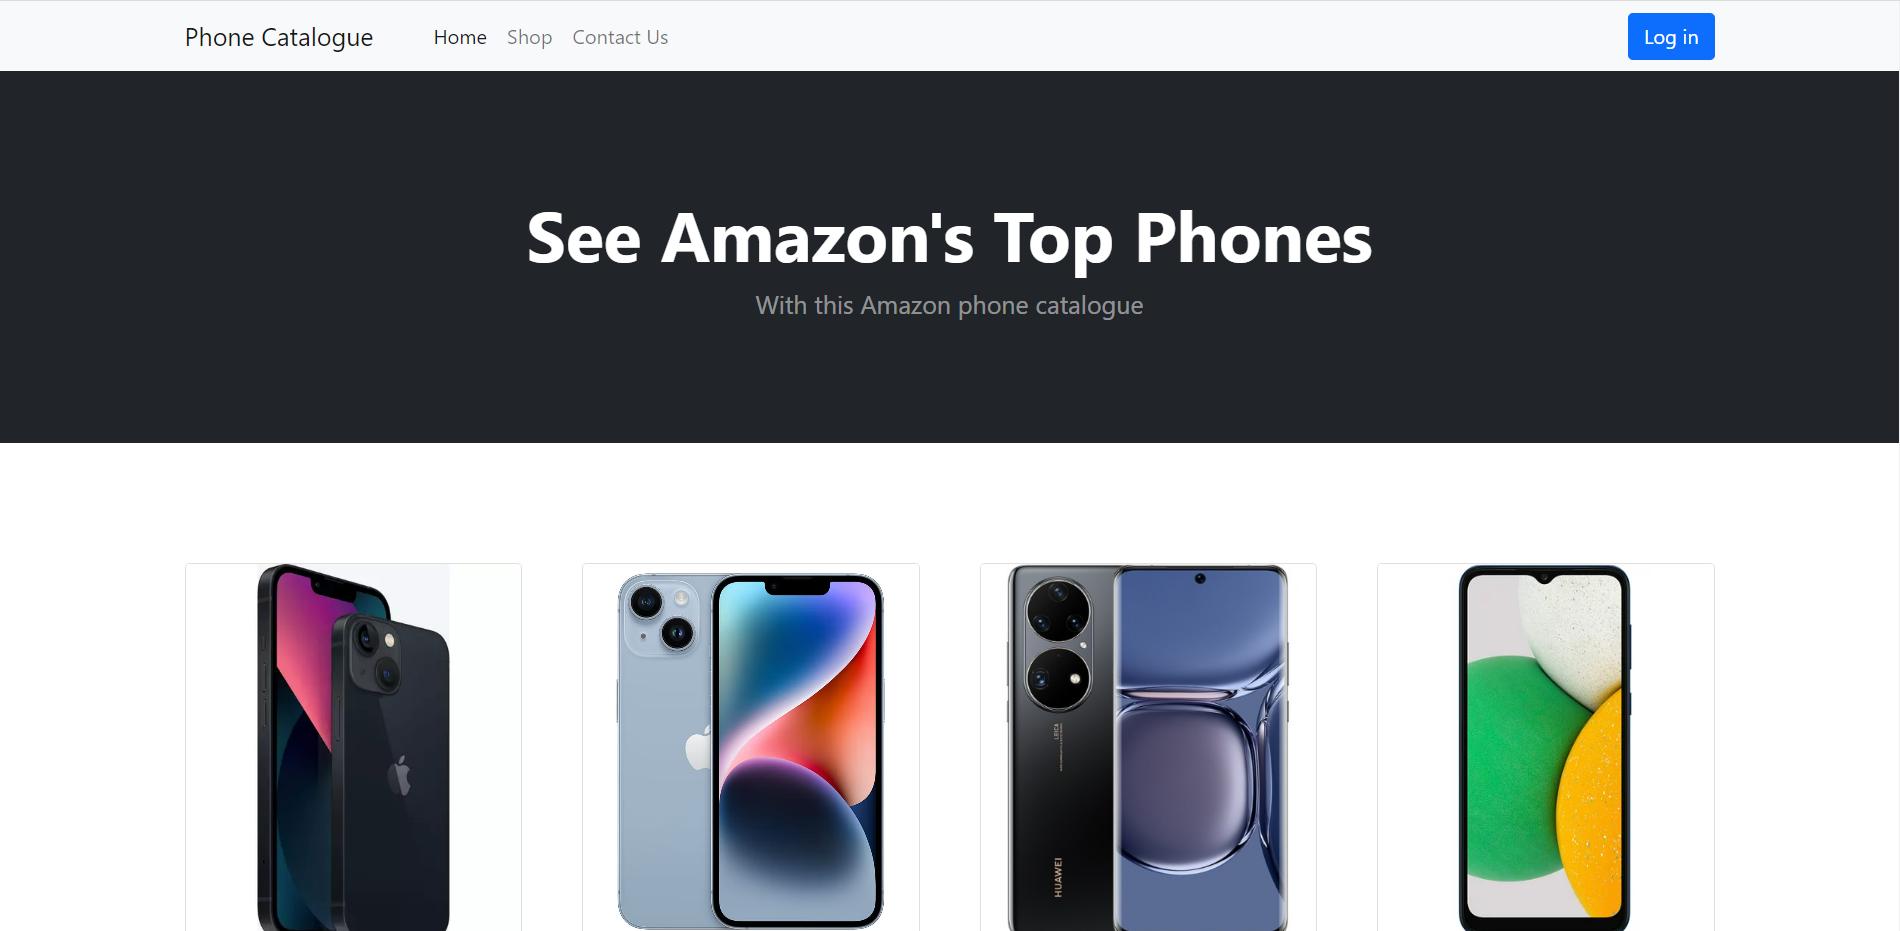 Phone Catalogue Home Shop Contact Us Log in
See Amazon's Top Phones
With this Amazon phone catalogue
LEICA
HUAWEI